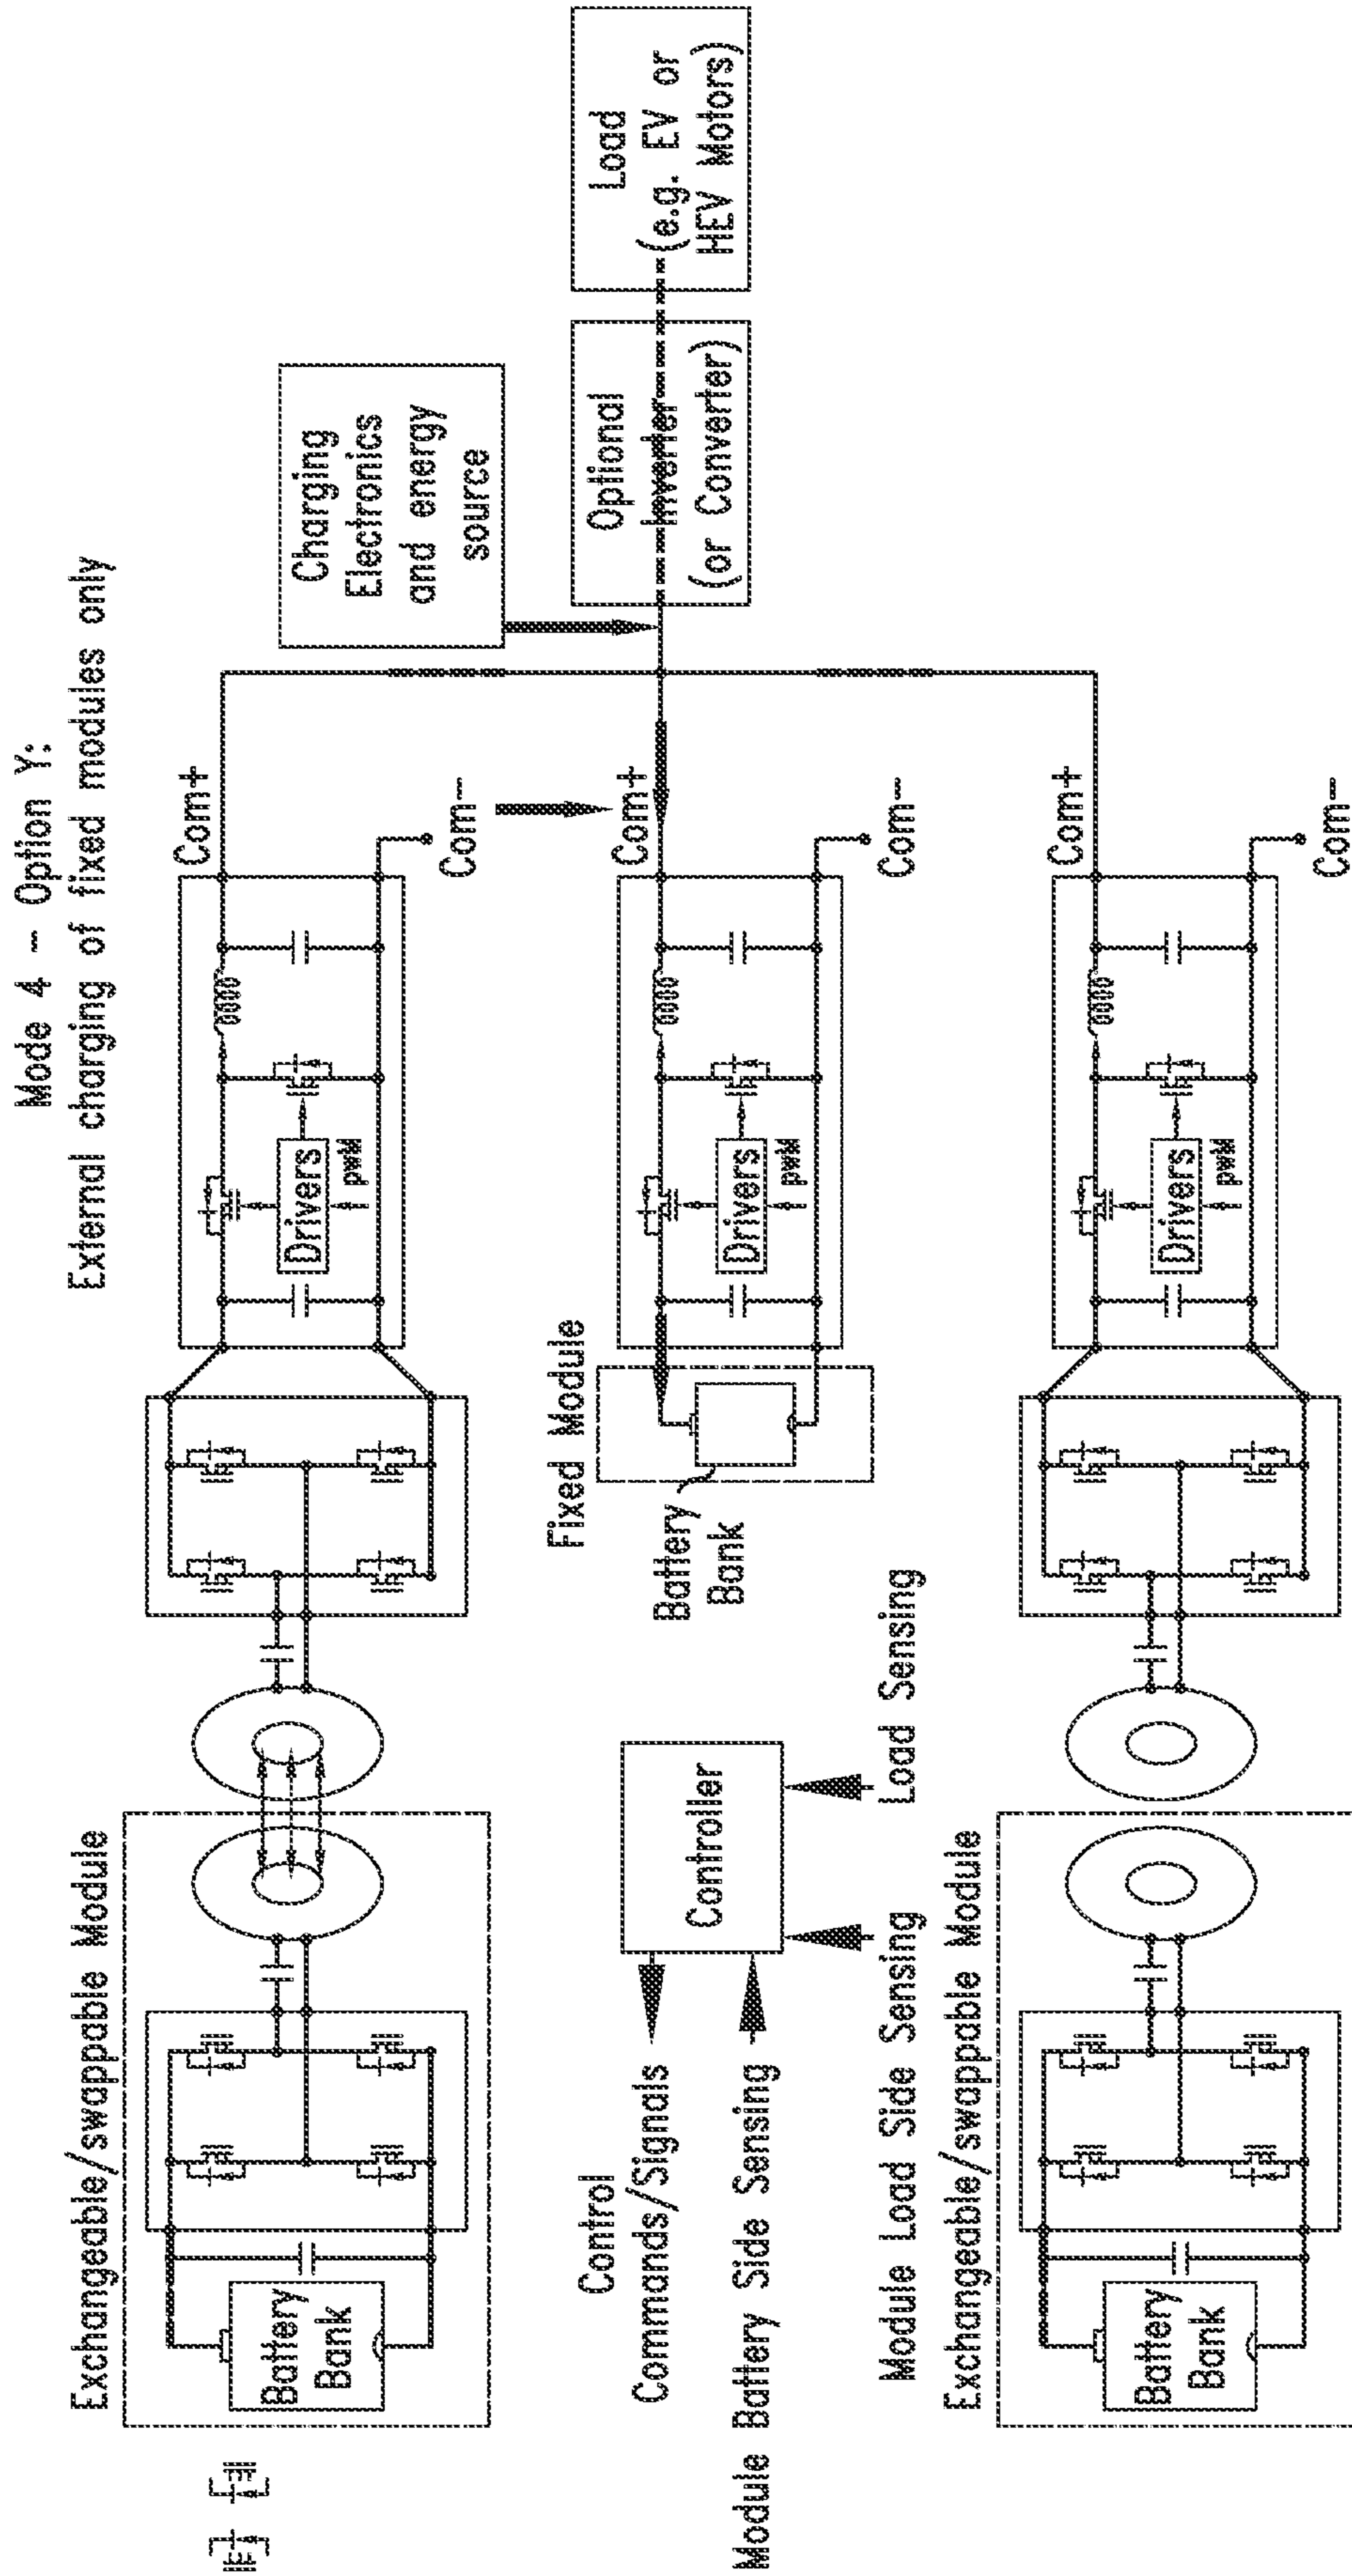 Mode 4 - Option Y:
External charging of fixed modules only
Exchangeable/swappable Module
Battery
Bank
Drivers
pwM
Com+
Com-
Charging
Electronics
and energy
source
Control
Commands/Signals
Module Battery Side Sensing
Controller
Module Load Side Sensing
Load Sensing
Fixed Module
Battery
Bank
Drivers
pwM
Com+
Com-
Optional
Inverter
(or Converter)
Load
(e.g. EV or
HEV Motors)
Exchangeable/swappable Module
Battery
Bank
Drivers
pwM
Com+
Com-